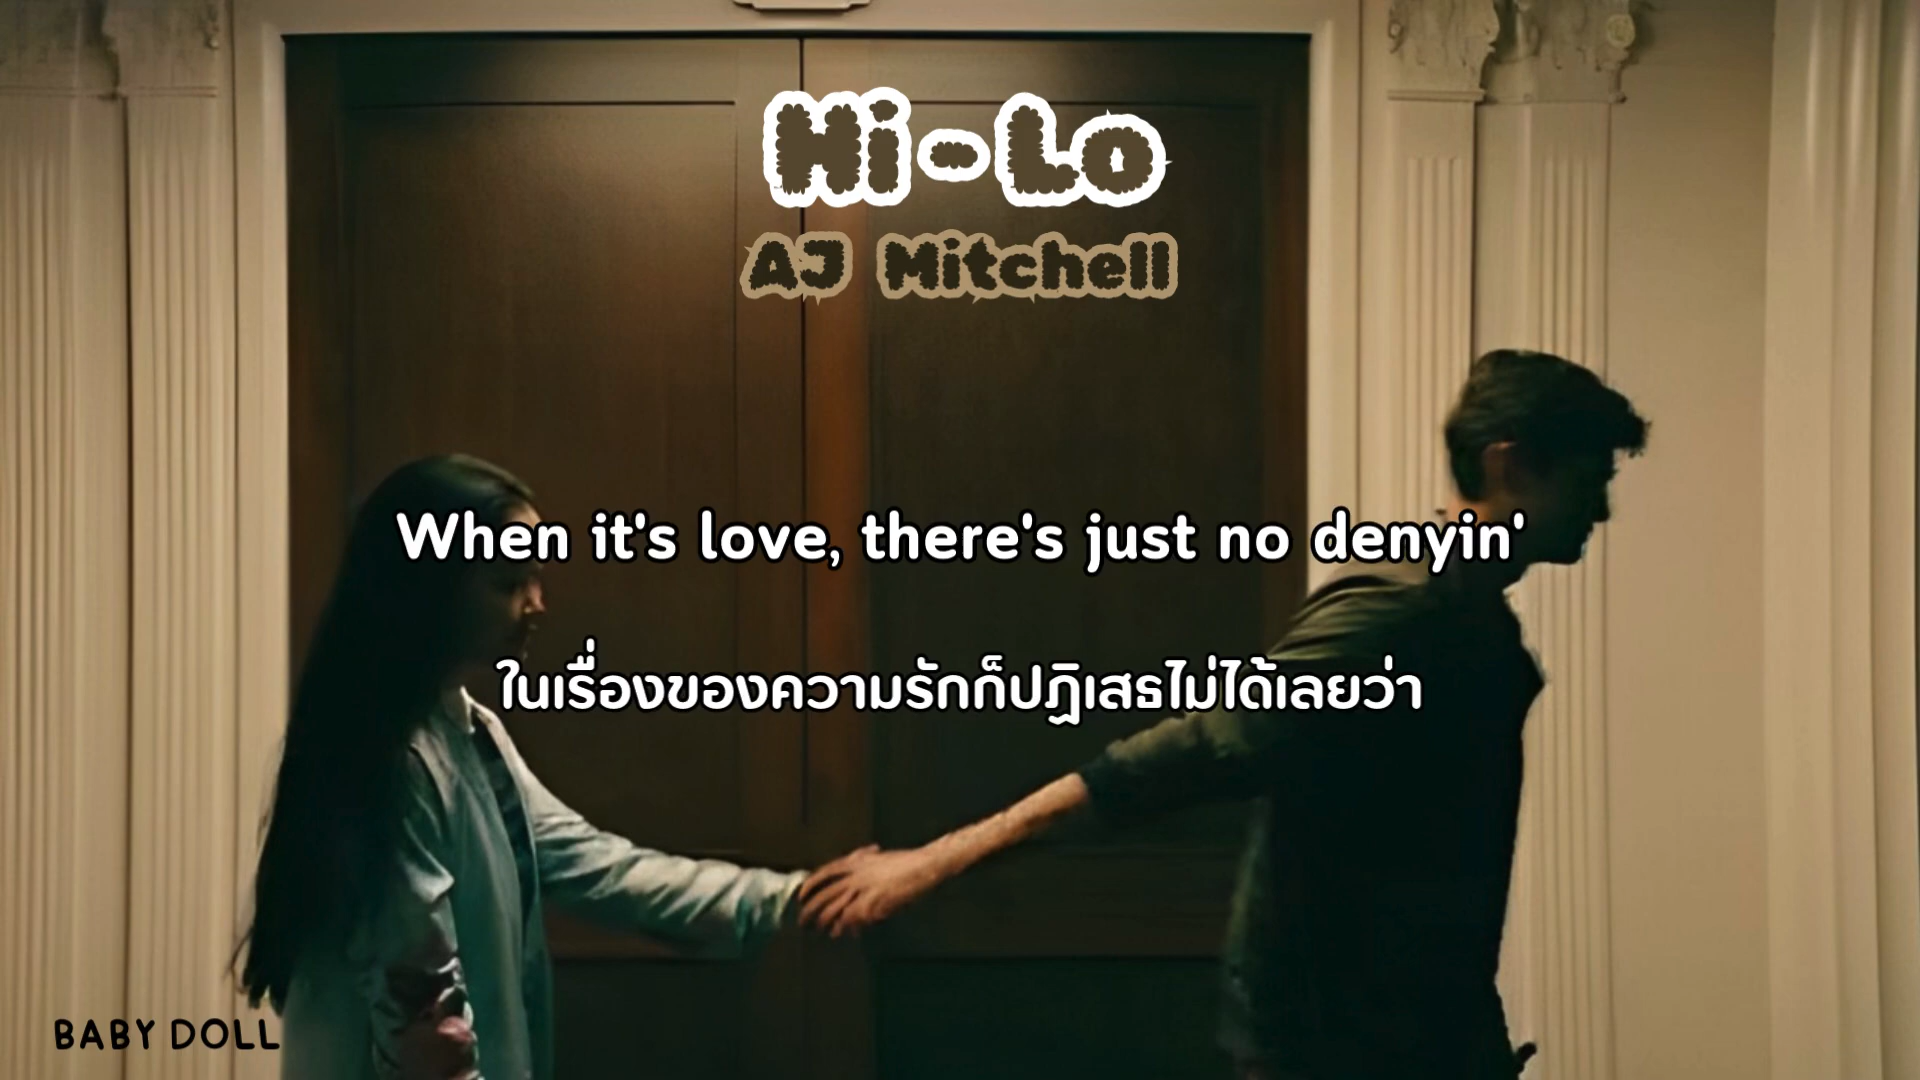 Hi-Lo
AJ Mitchell
When it's love, there's just no denyin'
ในเรื่องของความรักก็ปฏิเสธไม่ได้เลยว่า
BABY DOLL